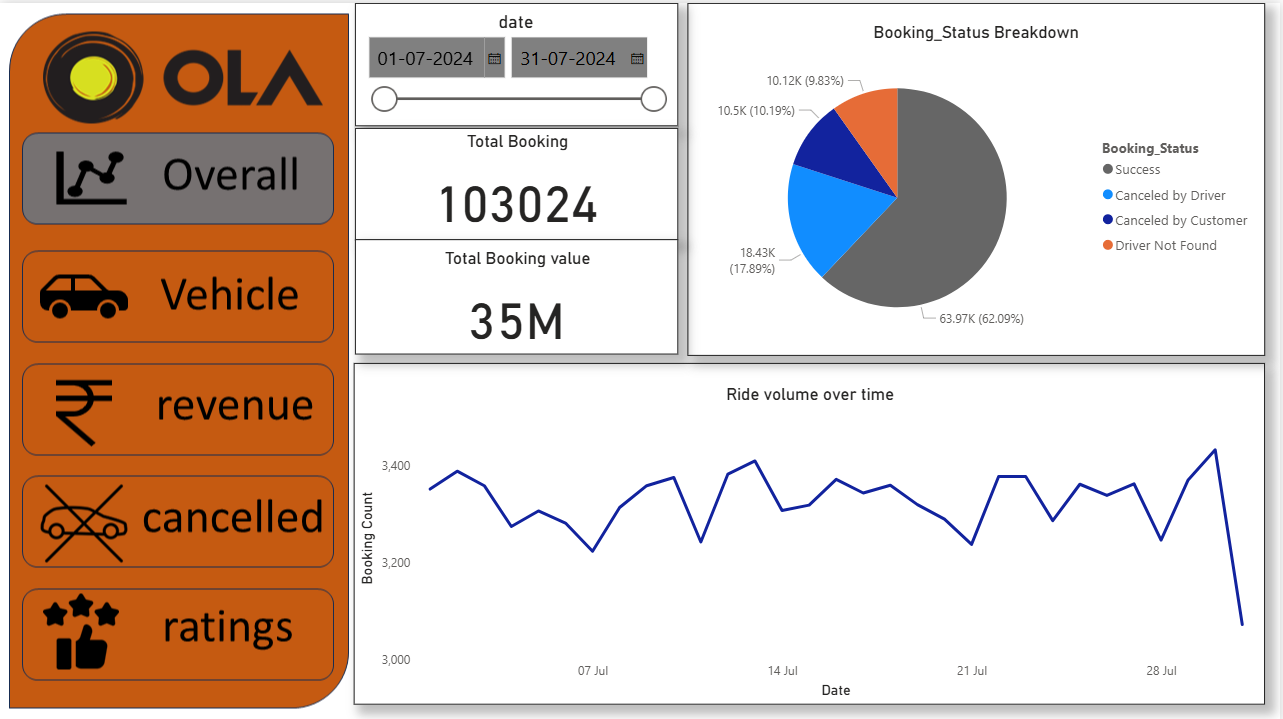 OLA
Overall
Vehicle
revenue
cancelled
ratings
date
01-07-2024
31-07-2024
Total Booking
103024
Total Booking value
35M
Booking_Status Breakdown
10.12K (9.83%)
10.5K (10.19%)
18.43K
(17.89%)
63.97K (62.09%)
Booking_Status
Success
Canceled by Driver
Canceled by Customer
Driver Not Found
Ride volume over time
Booking Count
3,400
3,200
3,000
07 Jul
14 Jul
21 Jul
28 Jul
Date